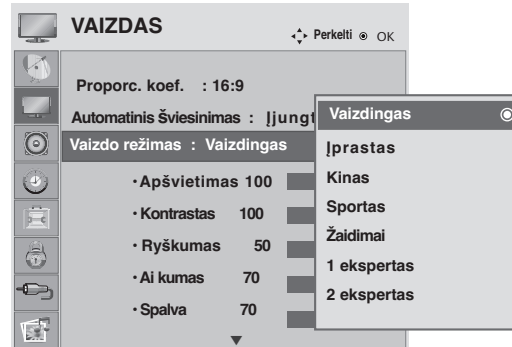 VAIZDAS
Perkelti OK
Proporc. koef. : 16:9
Automatinis Šviesinimas : Įjungt
Vaizdo režimas : Vaizdingas
• Apšvietimas 100
• Kontrastas 100
• Ryškumas 50
• Ai kumas 70
• Spalva 70
Vaizdingas
Įprastas
Kinas
Sportas
Žaidimai
1 ekspertas
2 ekspertas